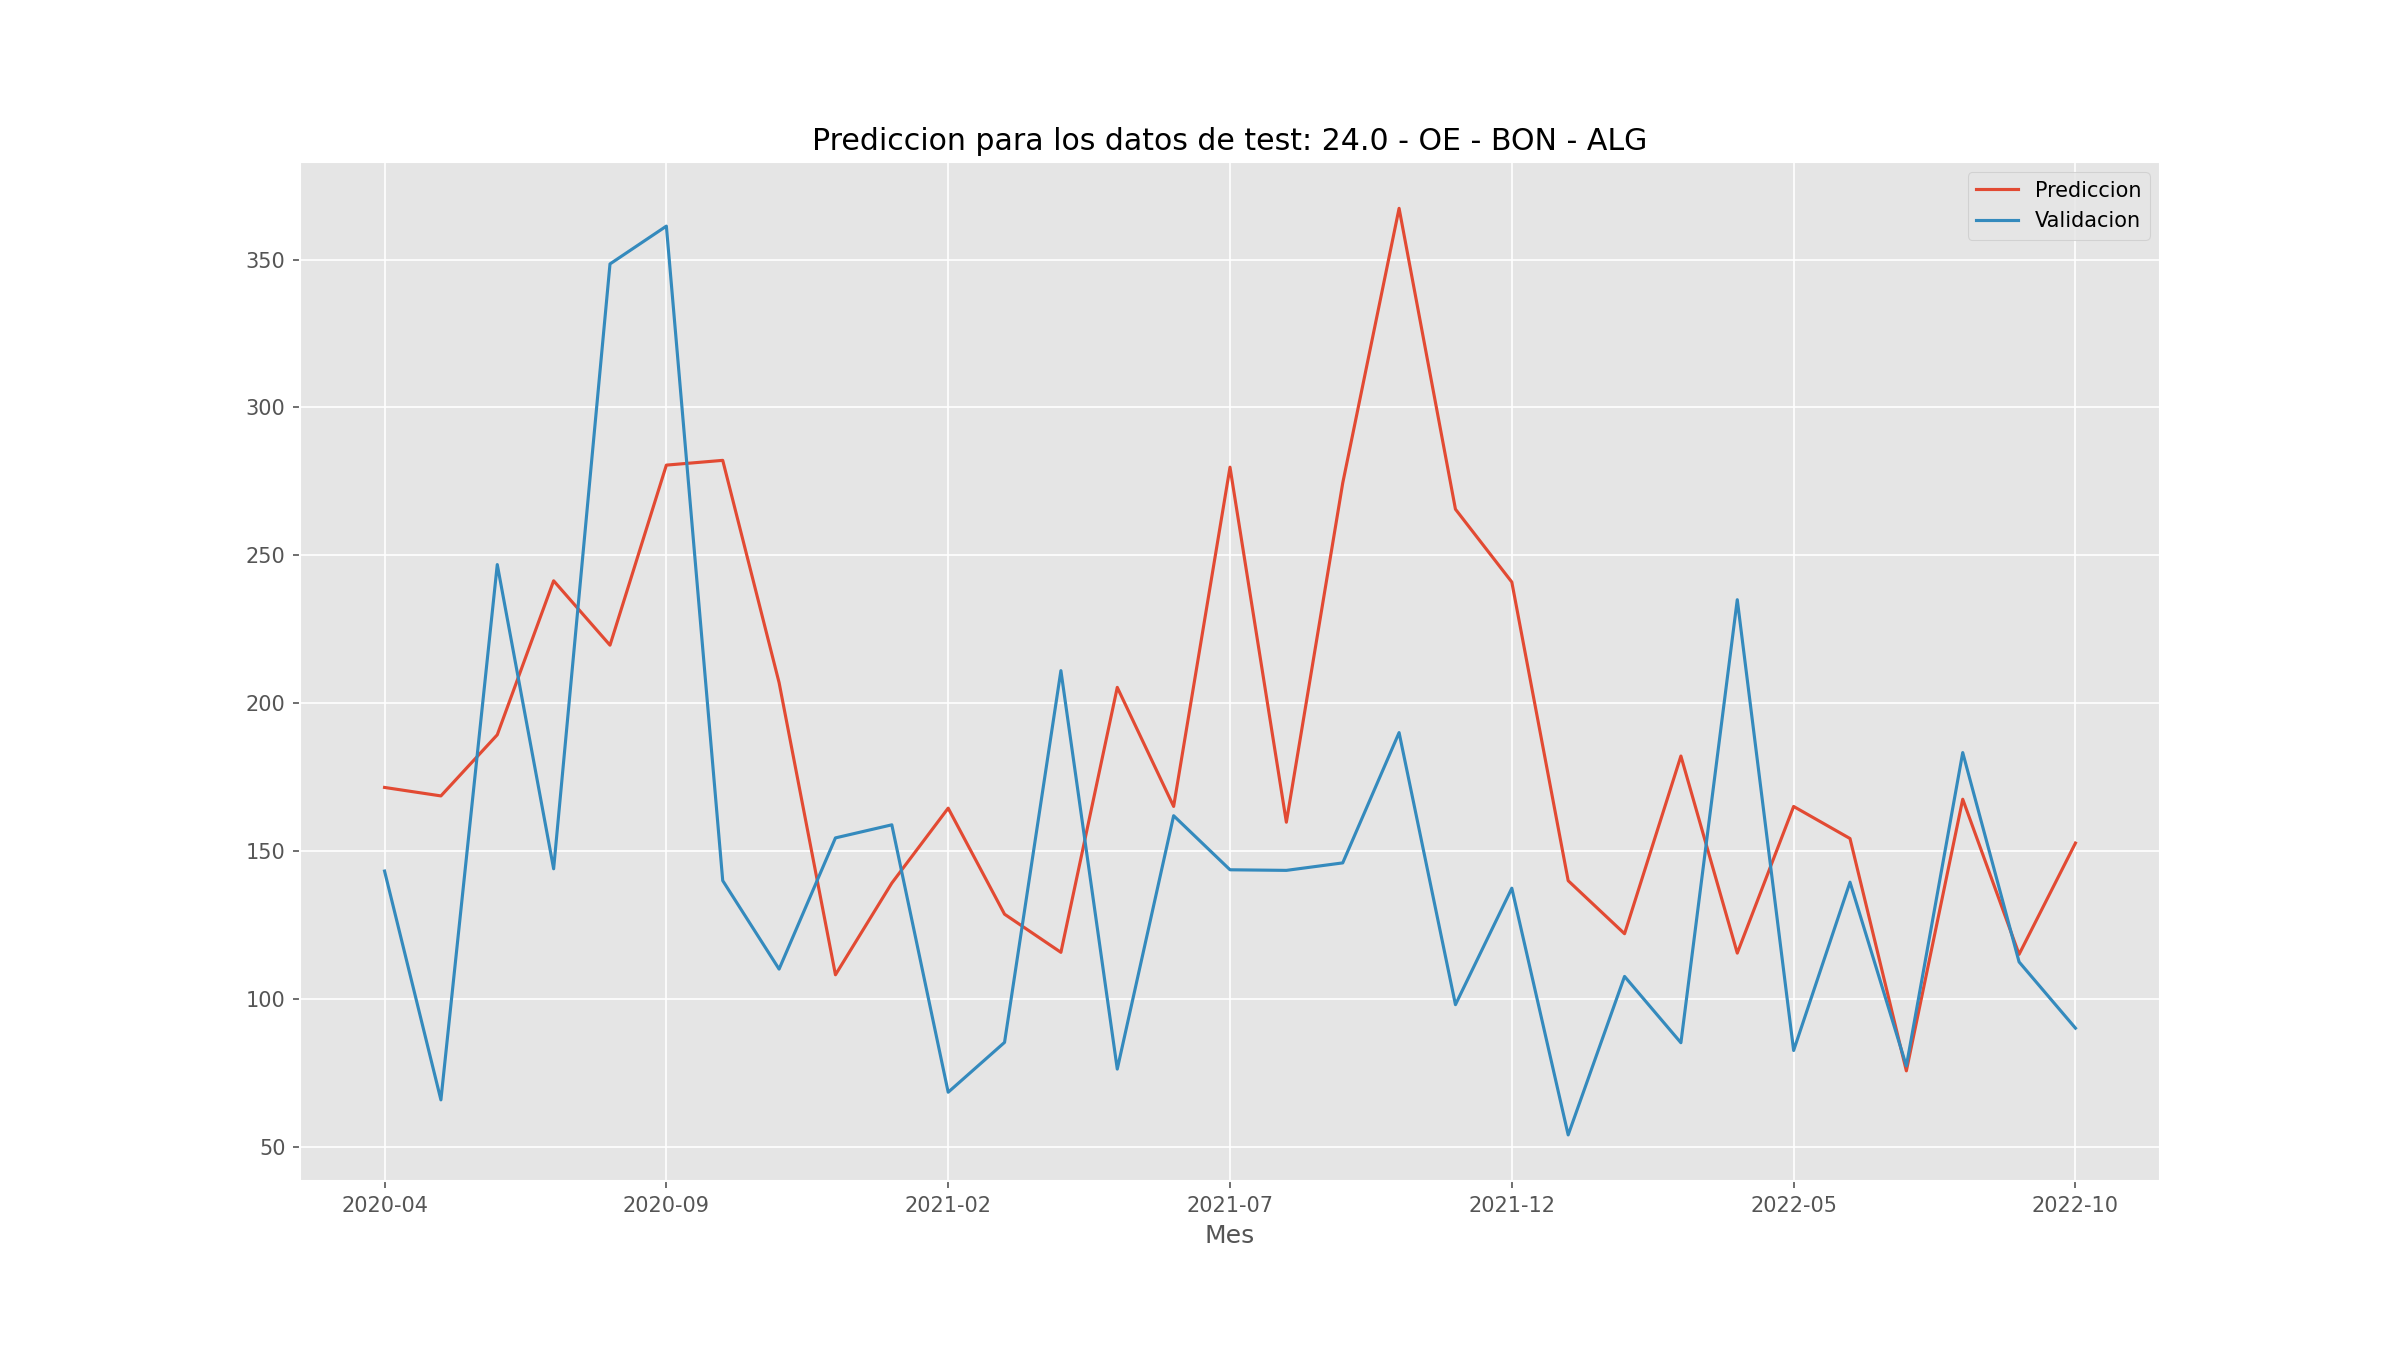 Prediccion para los datos de test: 24.0 - OE - BON - ALG
Prediccion
Validacion
350
300
250
200
150
100
50
2020-04 2020-09 2021-02 2021-07 2021-12 2022-05 2022-10
Mes